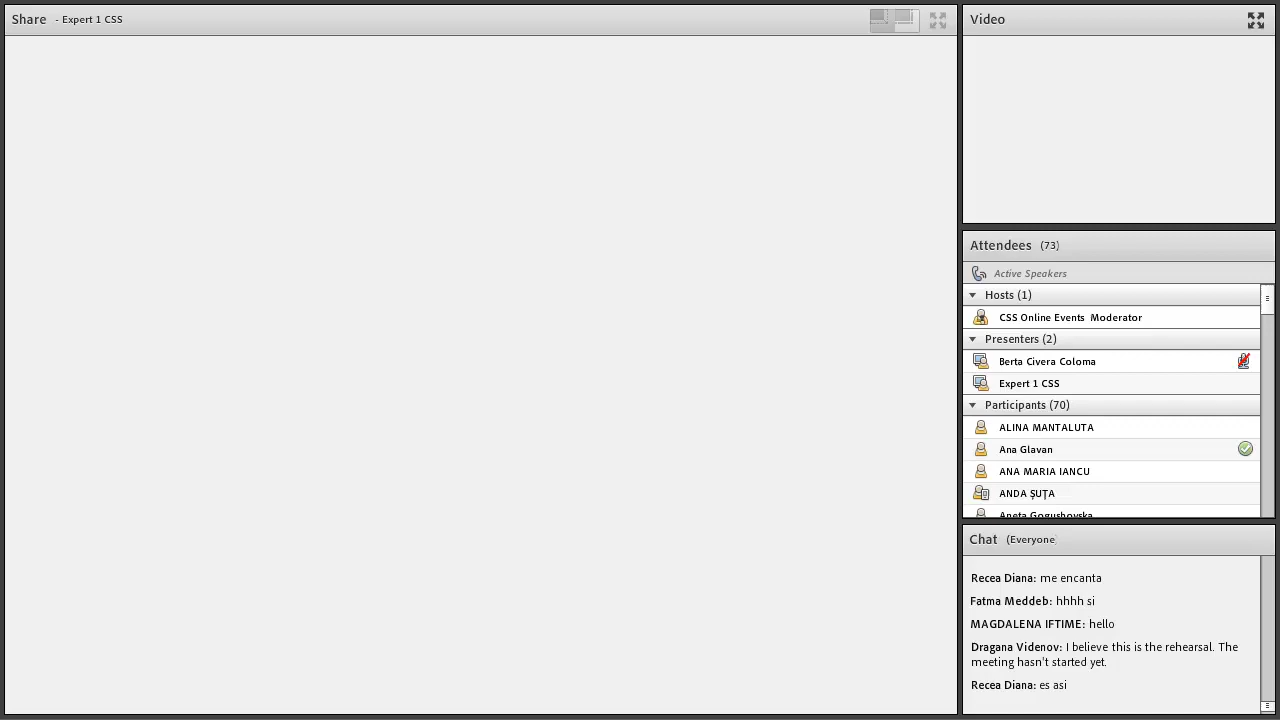 Share - Expert 1 CSS
Video
Attendees (73)
Active Speakers
Hosts (1)
CSS Online Events Moderator
Presenters (2)
Berta Civera Coloma
Expert 1 CSS
Participants (70)
ALINA MANTALUTA
Ana Glavan
ANA MARIA IANCU
ANDA ŞUŢA
Aneta Gogushovska
Chat (Everyone
Recea Diana: me encanta
Fatma Meddeb: hhhh si
MAGDALENA IFTIME: hello
Dragana Videnov: I believe this is the rehearsal. The
meeting hasn't started yet.
Recea Diana: es asi